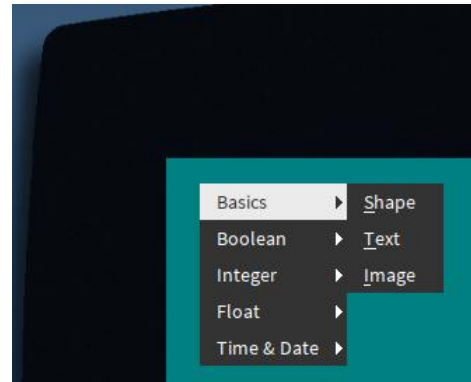 Basics
Boolean
Integer
Float
Time & Date
Shape
Text
Image